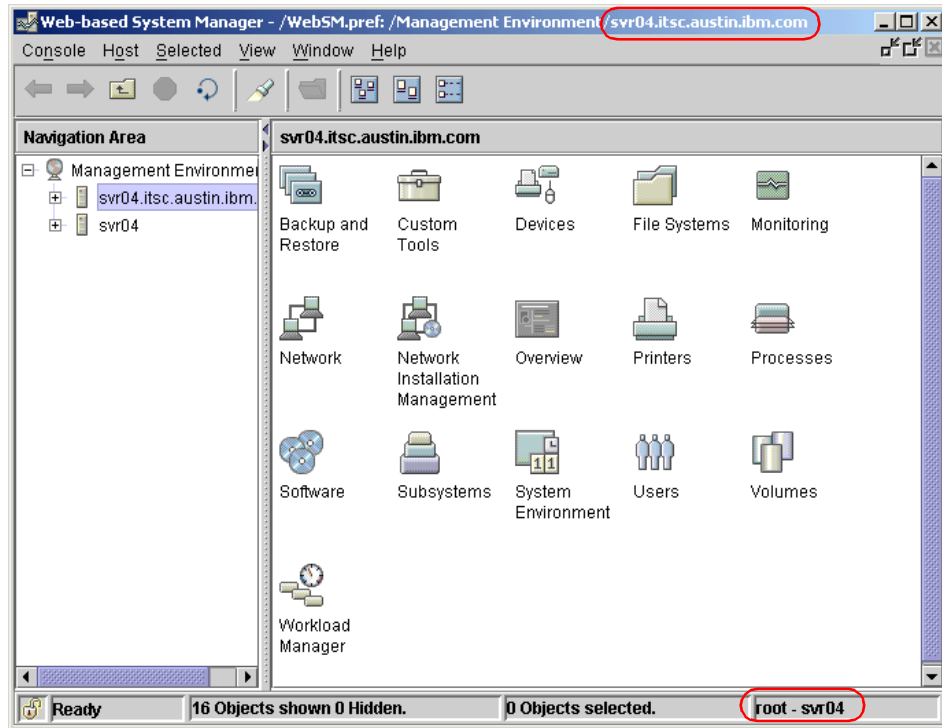 Web-based System Manager - /WebSM.pref: /Management Environment/svr04.itsc.austin.ibm.com
Console Host Selected View Window Help
Navigation Area
svr04.itsc.austin.ibm.com
Management Environmen
svr04.itsc.austin.ibm.
svr04
Backup and Restore
Custom Tools
Devices
File Systems
Monitoring
Network
Network Installation Management
Overview
Printers
Processes
Software
Subsystems
System Environment
Users
Volumes
Workload Manager
Ready
16 Objects shown 0 Hidden.
0 Objects selected.
root - svr04